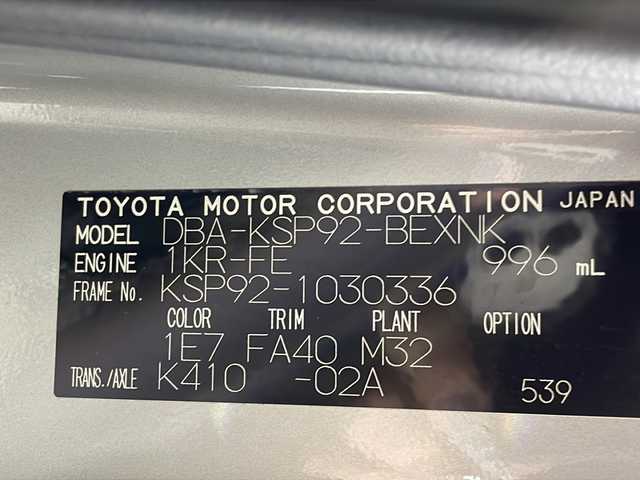 TOYOTA MOTOR CORPORATION JAPAN
MODEL DBA-KSP92-BEXNK
ENGINE 1KR-FE 996 mL
FRAME No. KSP92-1030336
COLOR TRIM PLANT OPTION
1E7 FA40 M32
TRANS./AXLE K410 -02A 539